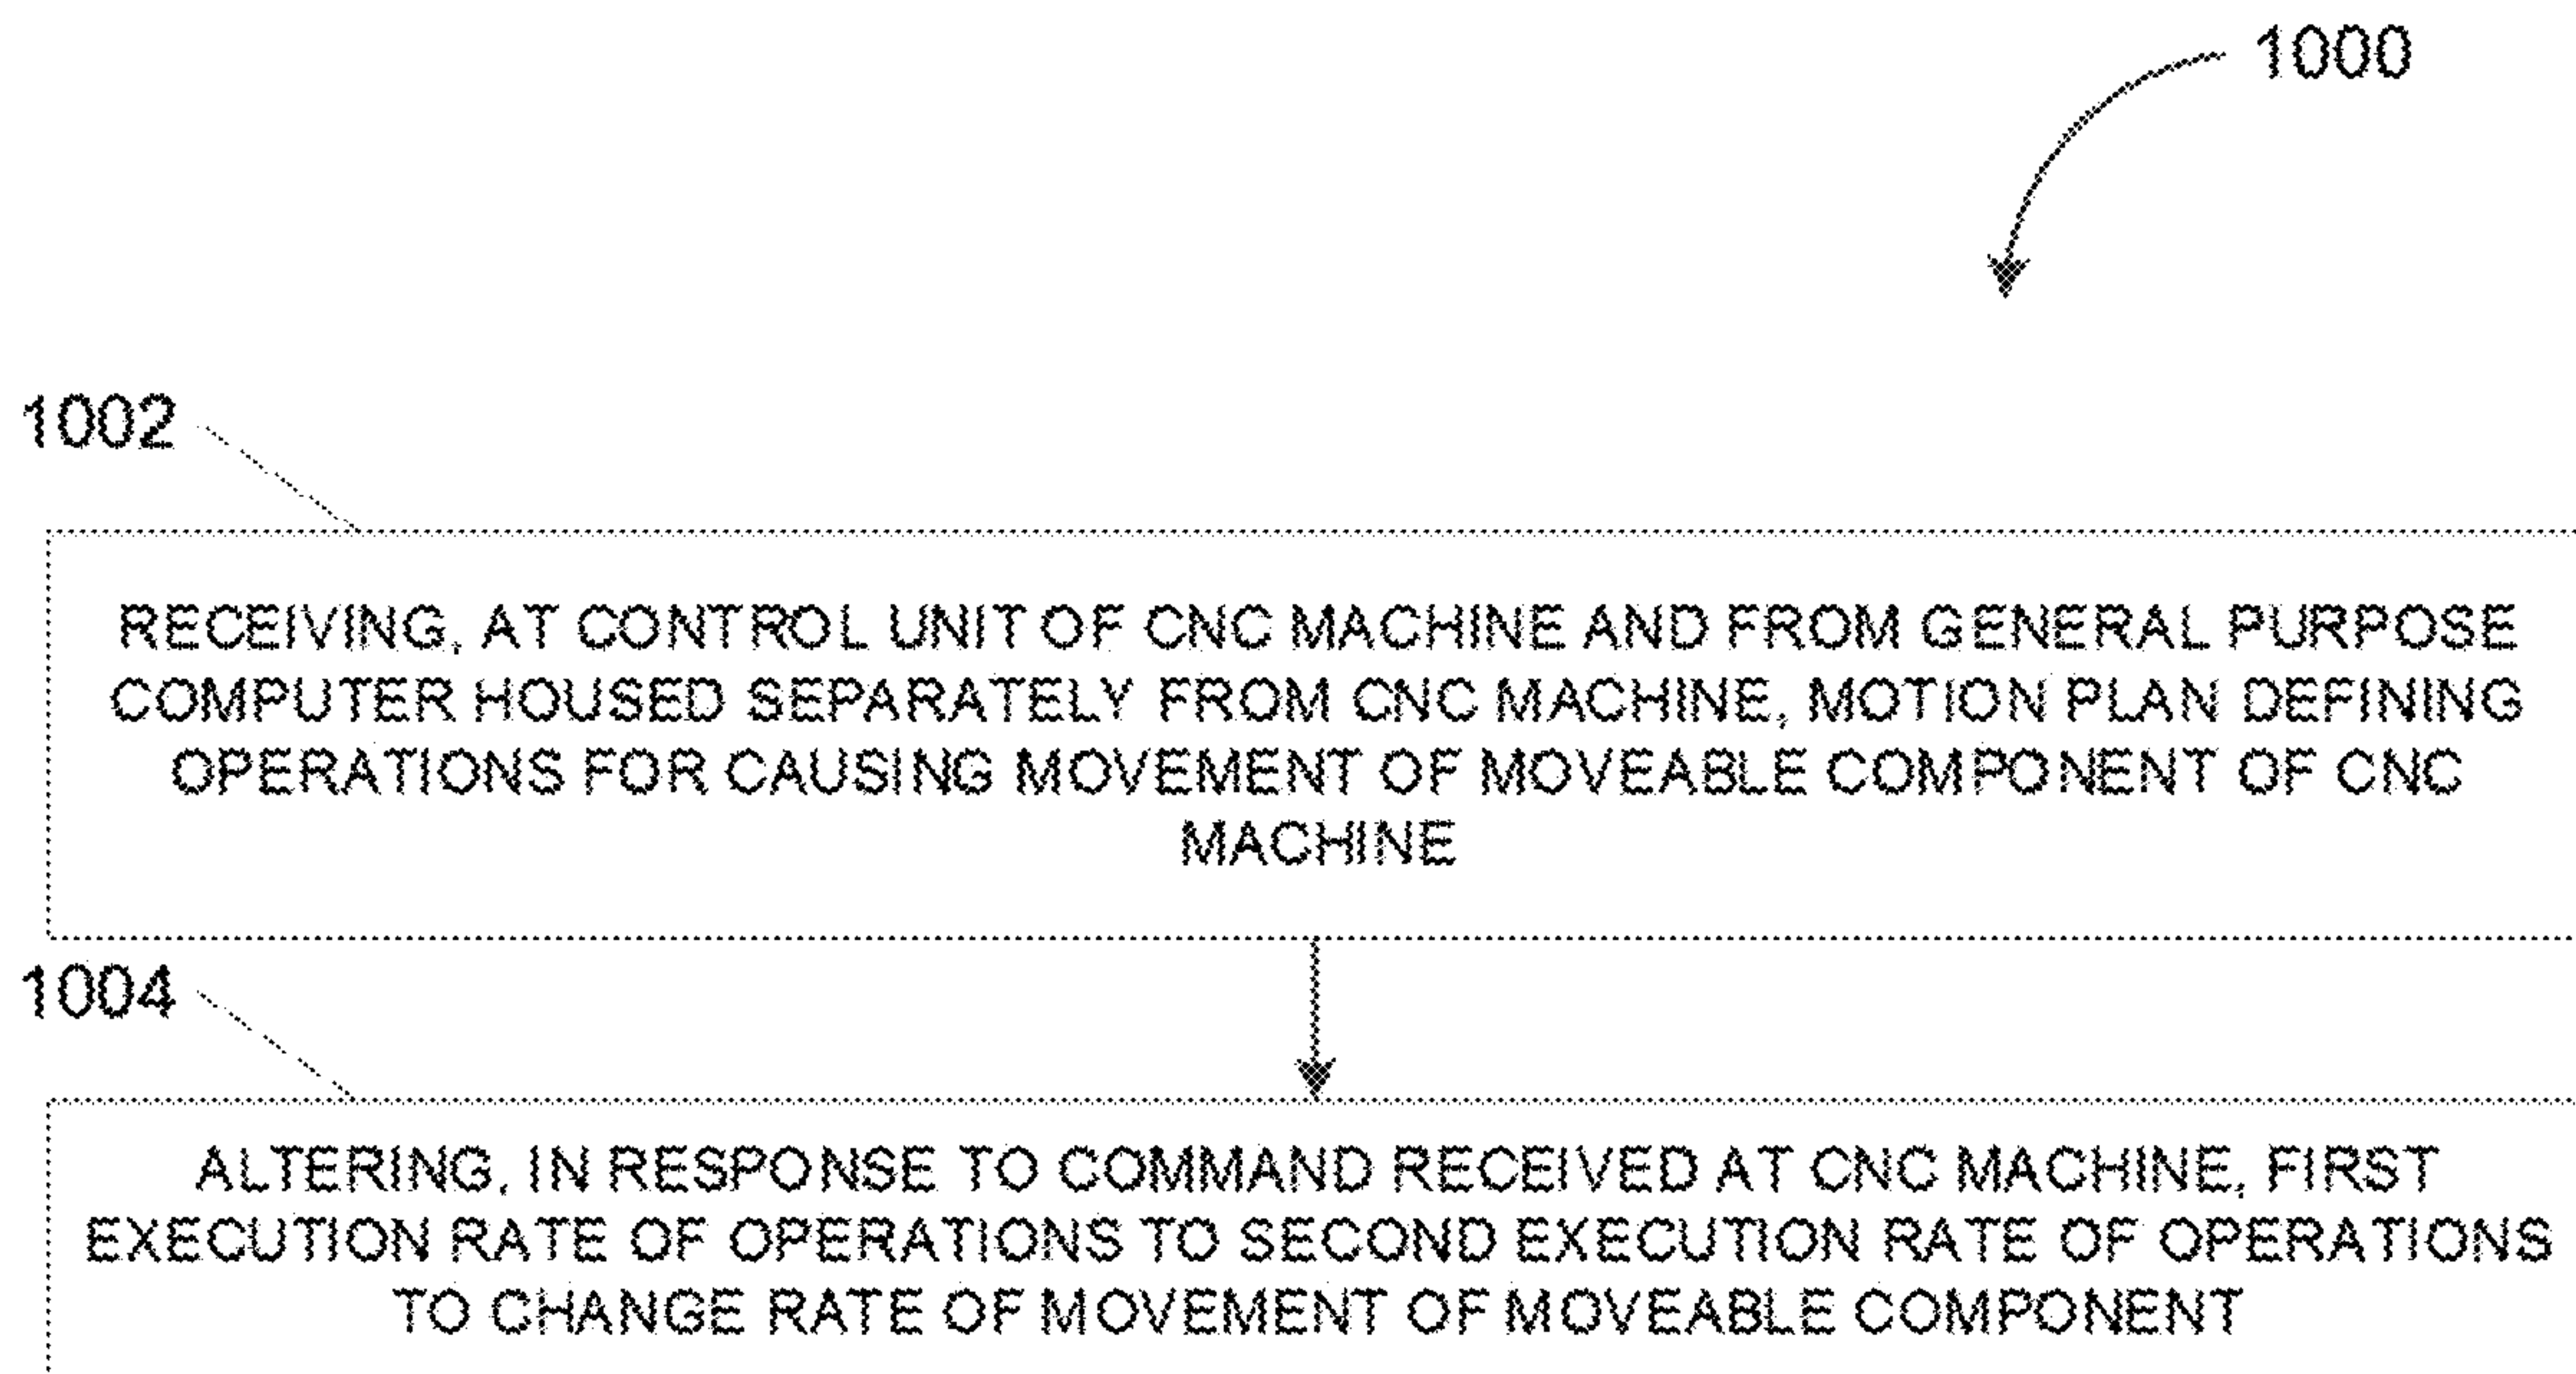 1000
1002
RECEIVING, AT CONTROL UNIT OF CNC MACHINE AND FROM GENERAL PURPOSE
COMPUTER HOUSED SEPARATELY FROM CNC MACHINE, MOTION PLAN DEFINING
OPERATIONS FOR CAUSING MOVEMENT OF MOVEABLE COMPONENT OF CNC
MACHINE
1004
ALTERING, IN RESPONSE TO COMMAND RECEIVED AT CNC MACHINE, FIRST
EXECUTION RATE OF OPERATIONS TO SECOND EXECUTION RATE OF OPERATIONS
TO CHANGE RATE OF MOVEMENT OF MOVEABLE COMPONENT